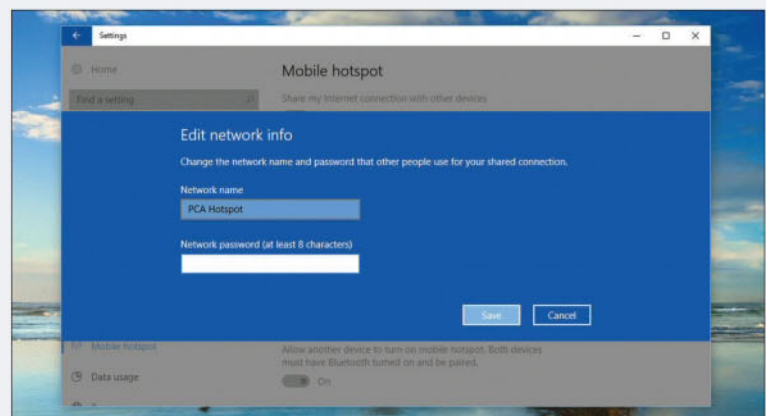 Settings
Home
Mobile hotspot
Find a setting
Share my Internet connection with other devices
Edit network info
Change the network name and password that other people use for your shared connection.
Network name
PCA Hotspot
Network password (at least 8 characters)
Save
Cancel
Mobile hotspot
Allow another device to turn on mobile hotspot. Both devices
must have Bluetooth turned on and be paired.
Data usage
On